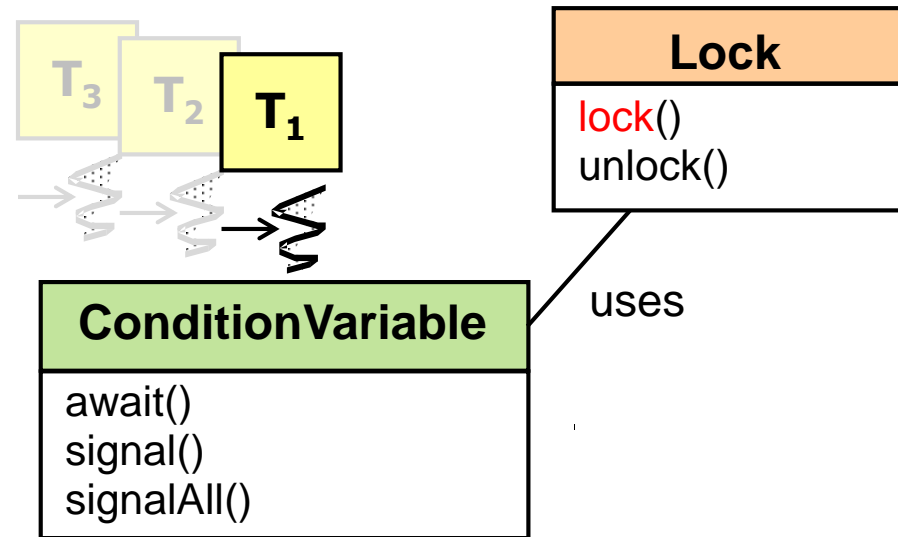 T3
T2
T1
Lock
lock()
unlock()
uses
ConditionVariable
await()
signal()
signalAll()